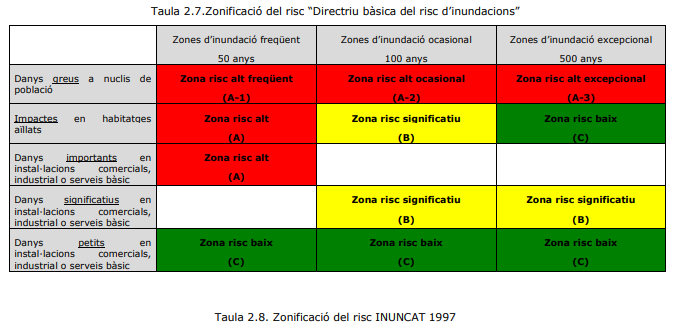 Taula 2.7.Zonificació del risc “Directriu bàsica del risc d’inundacions”
Zones d’inundació freqüent
50 anys
Zones d’inundació ocasional
100 anys
Zones d’inundació excepcional
500 anys
Danys greus a nuclis de
població
Zona risc alt freqüent
(A-1)
Zona risc alt ocasional
(A-2)
Zona risc alt excepcional
(A-3)
Impactes en habitatges
aïllats
Zona risc alt
(A)
Zona risc significatiu
(B)
Zona risc baix
(C)
Danys importants en
instal·lacions comercials,
industrial o serveis bàsic
Zona risc alt
(A)
Danys significatius en
instal·lacions comercials,
industrial o serveis bàsic
Zona risc significatiu
(B)
Zona risc significatiu
(B)
Danys petits en
instal·lacions comercials,
industrial o serveis bàsic
Zona risc baix
(C)
Zona risc baix
(C)
Zona risc baix
(C)
Taula 2.8. Zonificació del risc INUNCAT 1997